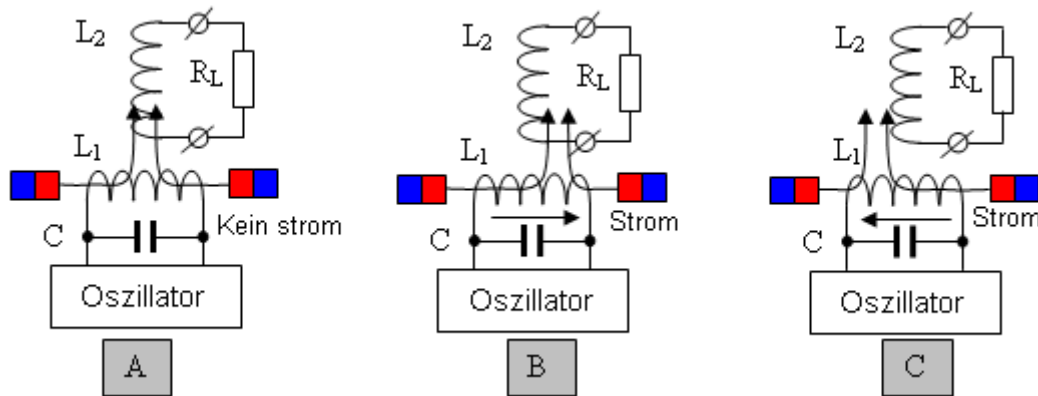 L2
RL
L1
Kein strom
C
Oszillator
A
L2
RL
L1
Strom
C
Oszillator
B
L2
RL
L1
Strom
C
Oszillator
C